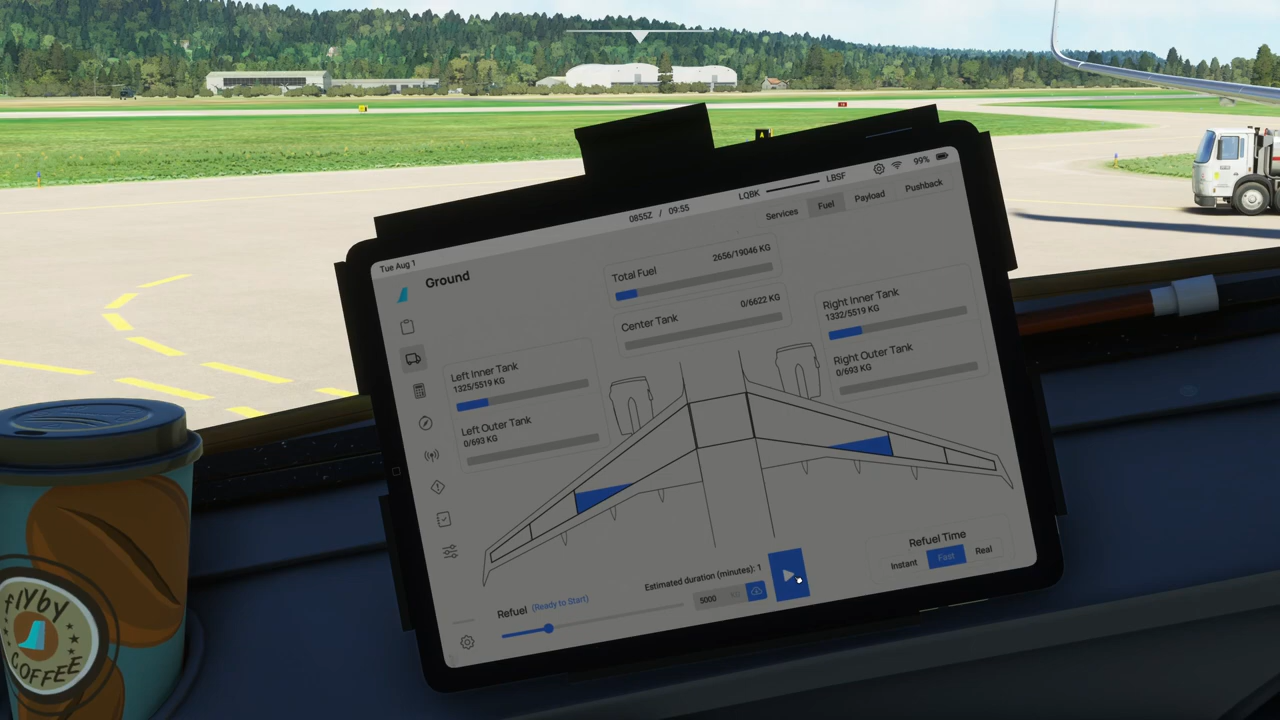 Tue Aug 1
0855Z / 09:55
LQBK
LBSF
99%
Ground
Services
Fuel
Payload
Pushback
Total Fuel
2656/19046 KG
Center Tank
0/6622 KG
Left Inner Tank
1325/5519 KG
Left Outer Tank
0/693 KG
Right Inner Tank
1332/5519 KG
Right Outer Tank
0/693 KG
Refuel (Ready to Start)
Estimated duration (minutes): 1
5000
Refuel Time
Instant
Fast
Real
flyby
COFFEE
A